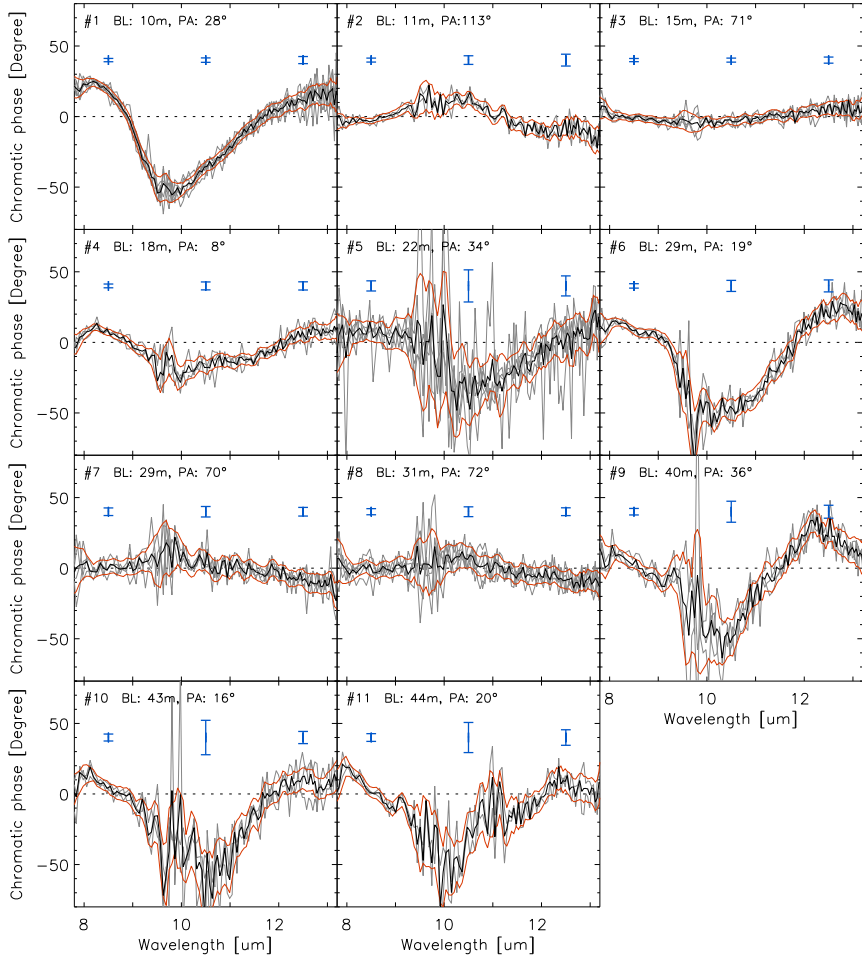 #1 BL: 10m, PA: 28°
#2 BL: 11m, PA:113°
#3 BL: 15m, PA: 71°
50
0
−50
Chromatic phase [Degree]
#4 BL: 18m, PA: 8°
#5 BL: 22m, PA: 34°
#6 BL: 29m, PA: 19°
50
0
−50
Chromatic phase [Degree]
#7 BL: 29m, PA: 70°
#8 BL: 31m, PA: 72°
#9 BL: 40m, PA: 36°
50
0
−50
Chromatic phase [Degree]
8 10 12
Wavelength [um]
#10 BL: 43m, PA: 16°
#11 BL: 44m, PA: 20°
50
0
−50
Chromatic phase [Degree]
8 10 12
8 10 12
Wavelength [um]
Wavelength [um]